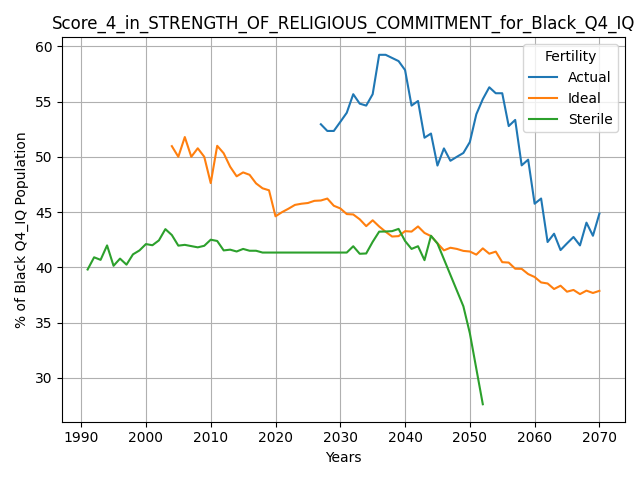 Score_4_in_STRENGTH_OF_RELIGIOUS_COMMITMENT_for_Black_Q4_IQ
Fertility
Actual
Ideal
Sterile
% of Black Q4_IQ Population
60
55
50
45
40
35
30
1990 2000 2010 2020 2030 2040 2050 2060 2070
Years